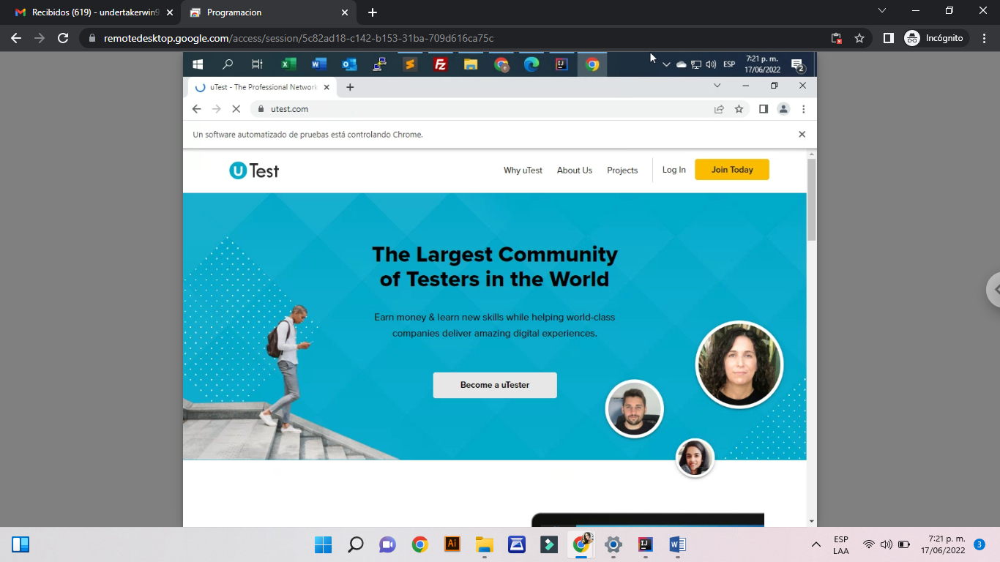 Recibidos (619) - undertakerwin9
Programacion
remotedesktop.google.com/access/session/5c82ad18-c142-b153-31ba-709d616ca75c
Incógnito
ESP
7:21 p. m.
17/06/2022
2
uTest - The Professional Network
utest.com
Un software automatizado de pruebas está controlando Chrome.
U Test
Why uTest
About Us
Projects
Log In
Join Today
The Largest Community
of Testers in the World
Earn money & learn new skills while helping world-class
companies deliver amazing digital experiences.
Become a uTester
Ai
ESP
LAA
7:21 p. m.
17/06/2022
3